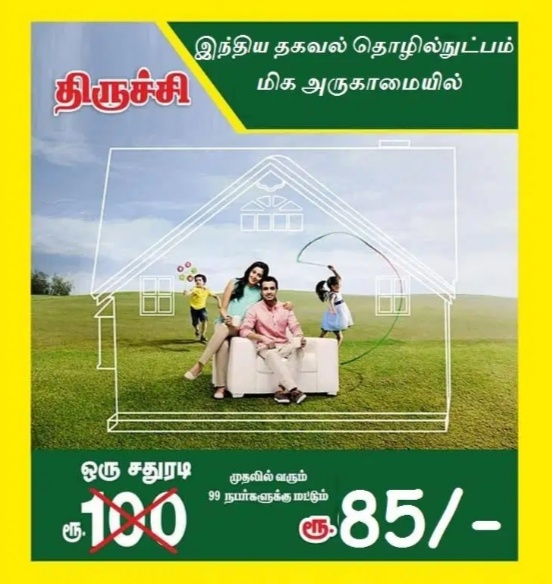 இந்திய தகவல் தொழில்நுட்பம்
மிக அருகாமையில்
திருச்சி
ஒரு சதுரடி
ரூ.100
முதலில் வரும்
99 நபர்களுக்கு மட்டும்
ரூ.85/-